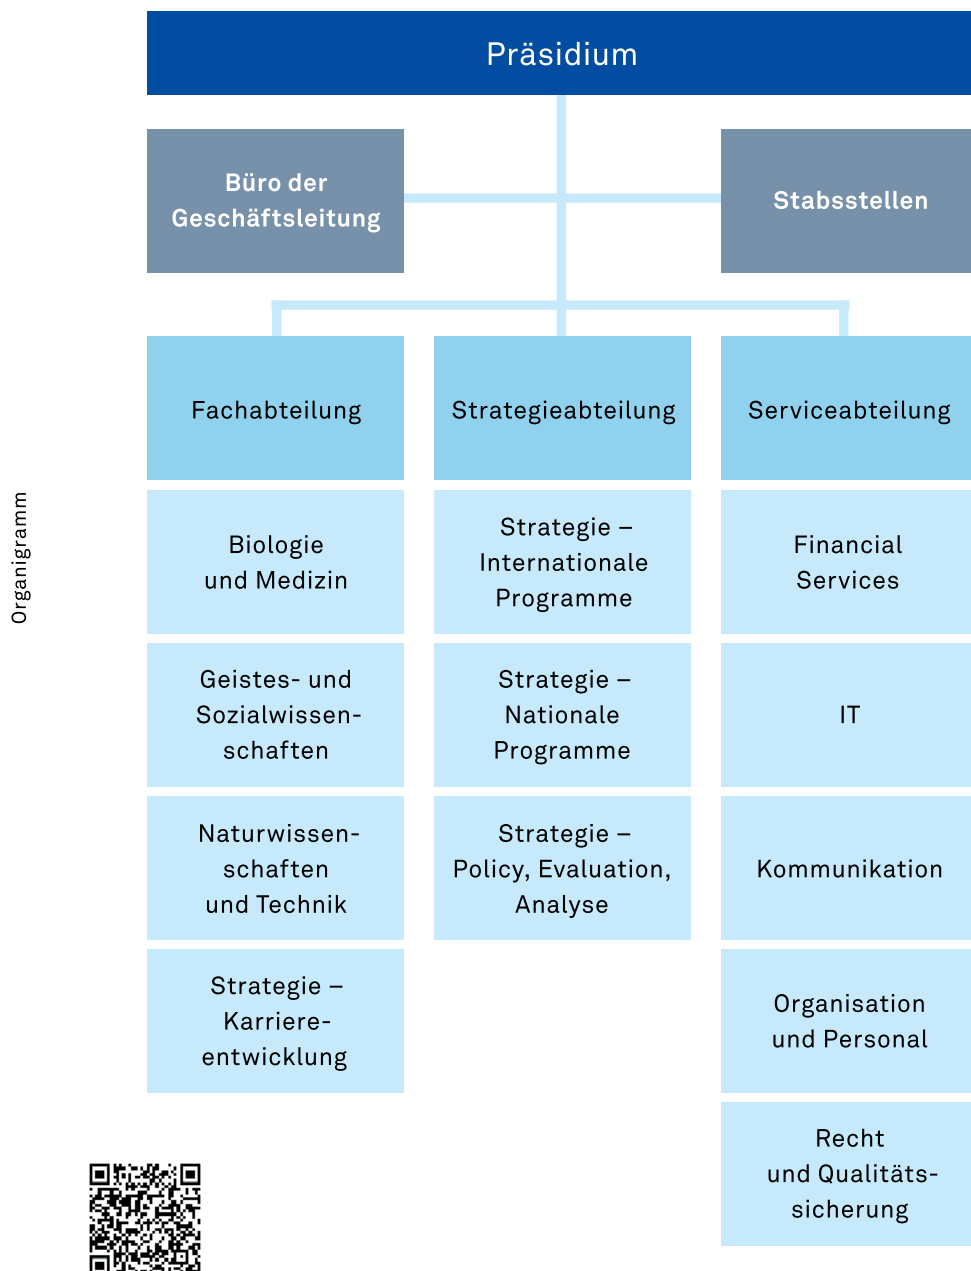 Präsidium
Büro der
Geschäftsleitung
Stabsstellen
Fachabteilung
Strategieabteilung
Serviceabteilung
Biologie
und Medizin
Strategie –
Internationale
Programme
Financial
Services
Geistes- und
Sozialwissen-
schaften
Strategie –
Nationale
Programme
IT
Naturwissen-
schaften
und Technik
Strategie –
Policy, Evaluation,
Analyse
Kommunikation
Strategie –
Karriere-
entwicklung
Organisation
und Personal
Recht
und Qualitäts-
sicherung
Organigramm